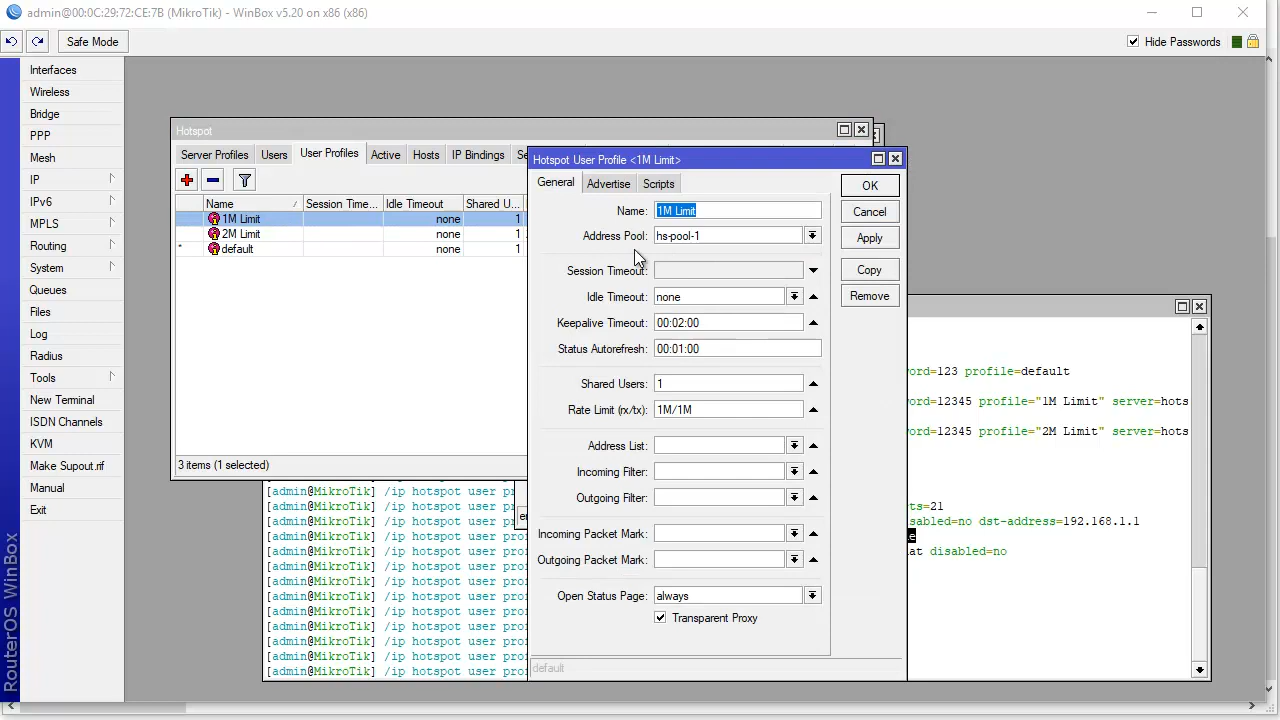 admin@00:0C:29:72:CE:7B (MikroTik) - WinBox v5.20 on x86 (x86)
Safe Mode
Hide Passwords
Interfaces
Wireless
Bridge
PPP
Mesh
IP
IPv6
MPLS
Routing
System
Queues
Files
Log
Radius
Tools
New Terminal
ISDN Channels
KVM
Make Supout.rif
Manual
Exit
RouterOS WinBox
Hotspot
Server Profiles Users User Profiles Active Hosts IP Bindings Se
Name / Session Time... Idle Timeout Shared U...
1M Limit none 1
2M Limit none 1
* default none 1
3 items (1 selected)
Hotspot User Profile <1M Limit>
General Advertise Scripts
Name: 1M Limit
Address Pool: hs-pool-1
Session Timeout:
Idle Timeout: none
Keepalive Timeout: 00:02:00
Status Autorefresh: 00:01:00
Shared Users: 1
Rate Limit (rx/tx): 1M/1M
Address List:
Incoming Filter:
Outgoing Filter:
Incoming Packet Mark:
Outgoing Packet Mark:
Open Status Page: always
Transparent Proxy
default
OK
Cancel
Apply
Copy
Remove
word=123 profile=default
word=12345 profile="1M Limit" server=hots
word=12345 profile="2M Limit" server=hots
ts=21
sabled=no dst-address=192.168.1.1
e
at disabled=no
[admin@MikroTik] /ip hotspot user pr
[admin@MikroTik] /ip hotspot user pro
[admin@MikroTik] /ip hotspot user pro
[admin@MikroTik] /ip hotspot user pro
[admin@MikroTik] /ip hotspot user pro
[admin@MikroTik] /ip hotspot user pro
[admin@MikroTik] /ip hotspot user pro
[admin@MikroTik] /ip hotspot user pro
[admin@MikroTik] /ip hotspot user pro
[admin@MikroTik] /ip hotspot user pro
[admin@MikroTik] /ip hotspot user pro
[admin@MikroTik] /ip hotspot user pro
[admin@MikroTik] /ip hotspot user pro